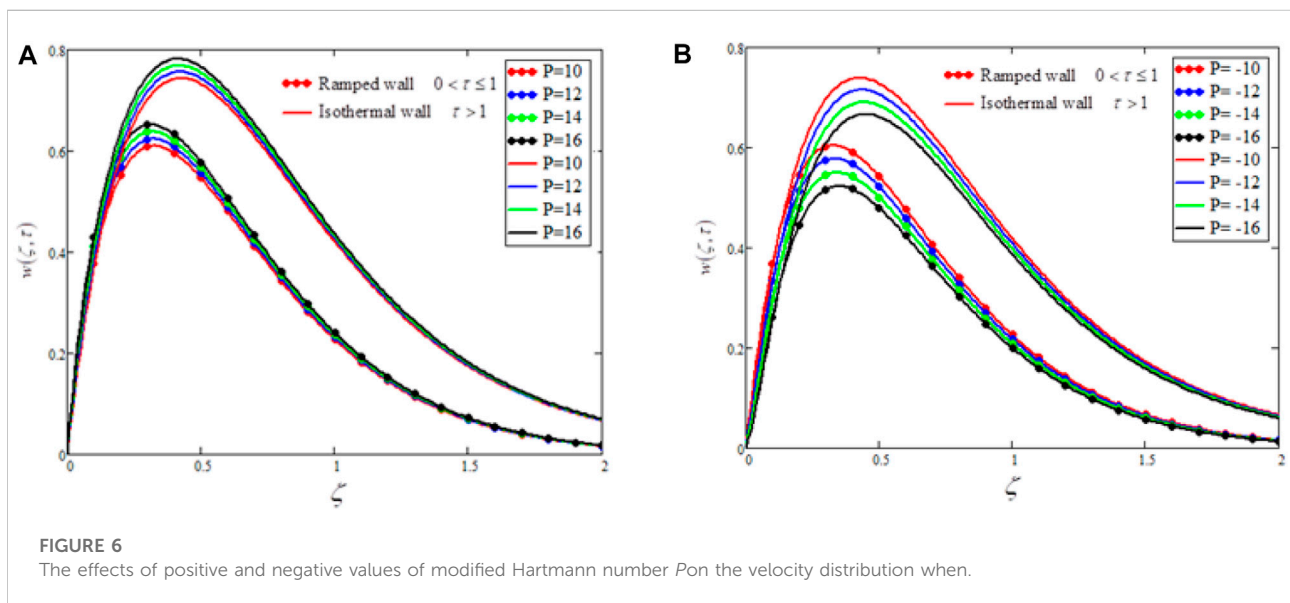 A
0.8
0.6
0.4
0.2
0
w(ζ,τ)
0 0.5 1 1.5 2
ζ
Ramped wall 0 < τ ≤ 1
Isothermal wall τ > 1
P=10
P=12
P=14
P=16
P=10
P=12
P=14
P=16
B
0.8
0.6
0.4
0.2
0
w(ζ,τ)
0 0.5 1 1.5 2
ζ
Ramped wall 0 < τ ≤ 1
Isothermal wall τ > 1
P= -10
P= -12
P= -14
P= -16
P= -10
P= -12
P= -14
P= -16
FIGURE 6
The effects of positive and negative values of modified Hartmann number Pon the velocity distribution when.